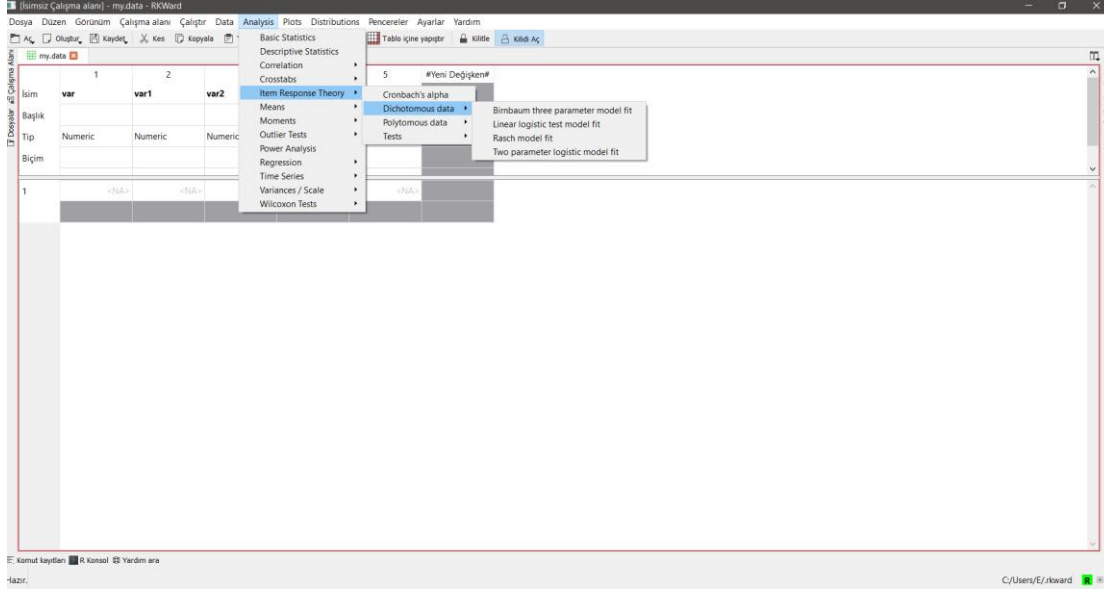 [İsimsiz Çalışma alanı] - my.data - RKWard
Dosya Düzen Görünüm Çalışma alanı Çalıştır Data Analysis Plots Distributions Pencereler Ayarlar Yardım
Aç Oluştur Kaydet Kes Kopyala Tablo içine yapıştır Kilitle Kilidi Aç
my.data
1 2 5 #Yeni Değişken#
İsim var var1 var2
Başlık
Tip Numeric Numeric Numeric
Biçim
1 <NA> <NA> <NA>
Basic Statistics
Descriptive Statistics
Correlation
Crosstabs
Item Response Theory
Means
Moments
Outlier Tests
Power Analysis
Regression
Time Series
Variances / Scale
Wilcoxon Tests
Cronbach's alpha
Dichotomous data
Polytomous data
Tests
Birnbaum three parameter model fit
Linear logistic test model fit
Rasch model fit
Two parameter logistic model fit
Çalışma Alanı
Dosyalar
Komut kayıtları R Konsol Yardım ara
Hazır. C:/Users/E/.rkward R